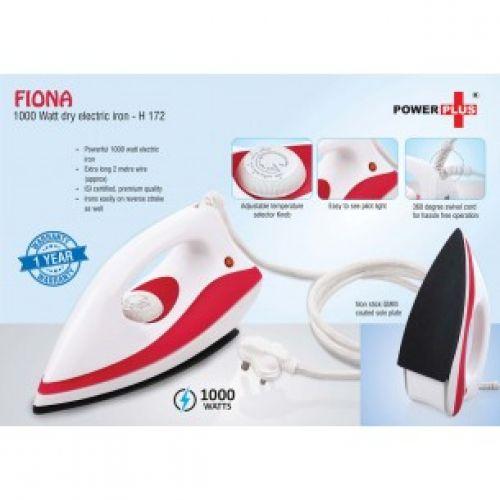 FIONA
1000 Watt dry electric iron - H 172
Powerful 1000 watt electric
iron
Extra long 2 metre wire
(approx)
ISI certified, premium quality
Irons easily on reverse stroke
as well
WARRANTY
1 YEAR
WARRANTY
1000
WATTS
POWER PLUS ®
Adjustable temperature
selector Knob
Easy to see pilot light
360 degree swivel cord
for hassle free operation
Non stick
coated sole plate